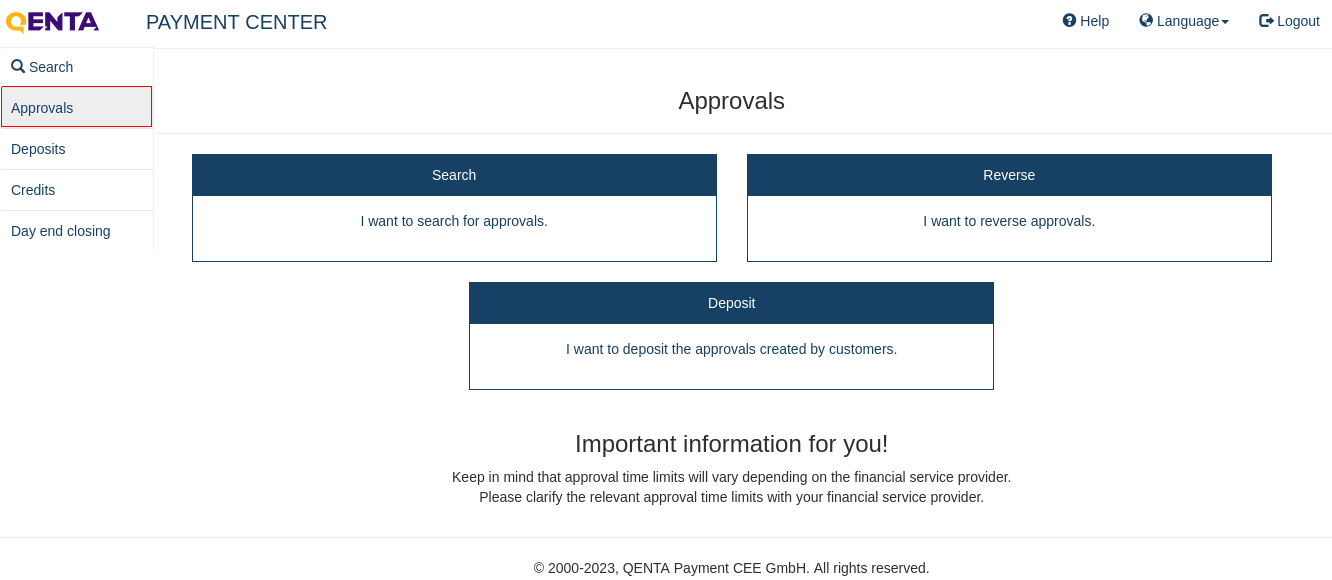 QENTA
PAYMENT CENTER
Help
Language
Logout
Search
Approvals
Deposits
Credits
Day end closing
Approvals
Search
I want to search for approvals.
Reverse
I want to reverse approvals.
Deposit
I want to deposit the approvals created by customers.
Important information for you!
Keep in mind that approval time limits will vary depending on the financial service provider.
Please clarify the relevant approval time limits with your financial service provider.
© 2000-2023, QENTA Payment CEE GmbH. All rights reserved.